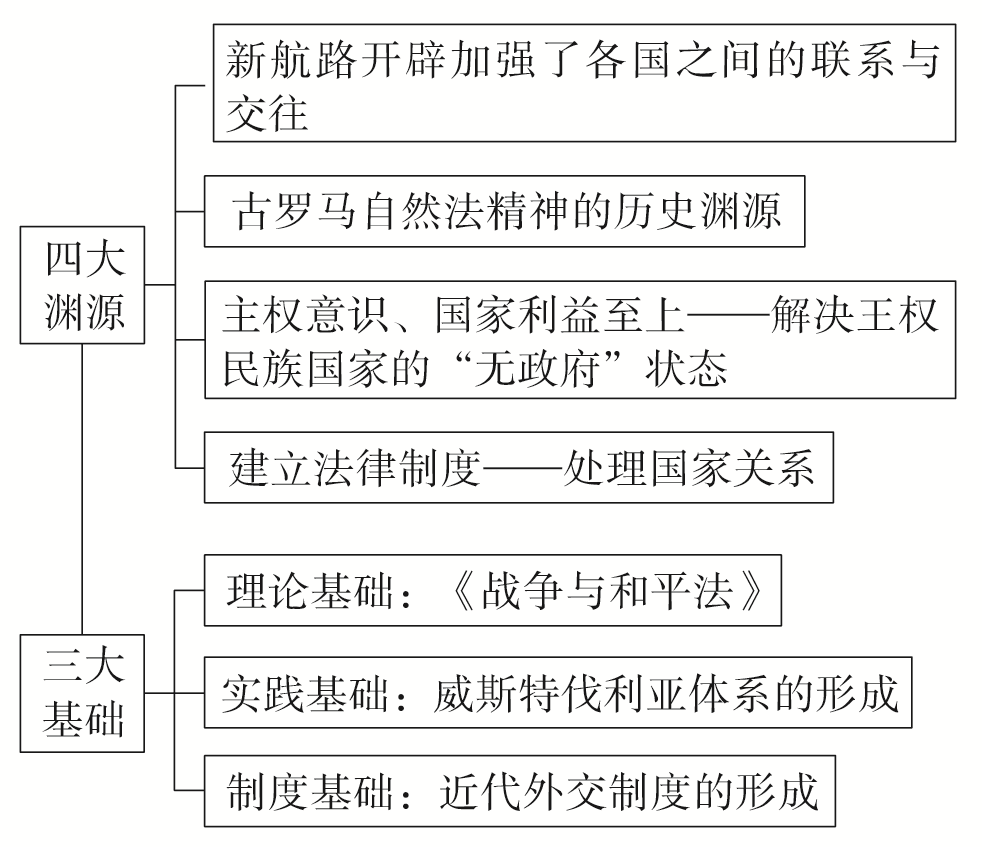 新航路开辟加强了各国之间的联系与
交往
古罗马自然法精神的历史渊源
四大
渊源
主权意识、国家利益至上——解决王权
民族国家的“无政府”状态
建立法律制度——处理国家关系
理论基础：《战争与和平法》
三大
基础
实践基础：威斯特伐利亚体系的形成
制度基础：近代外交制度的形成